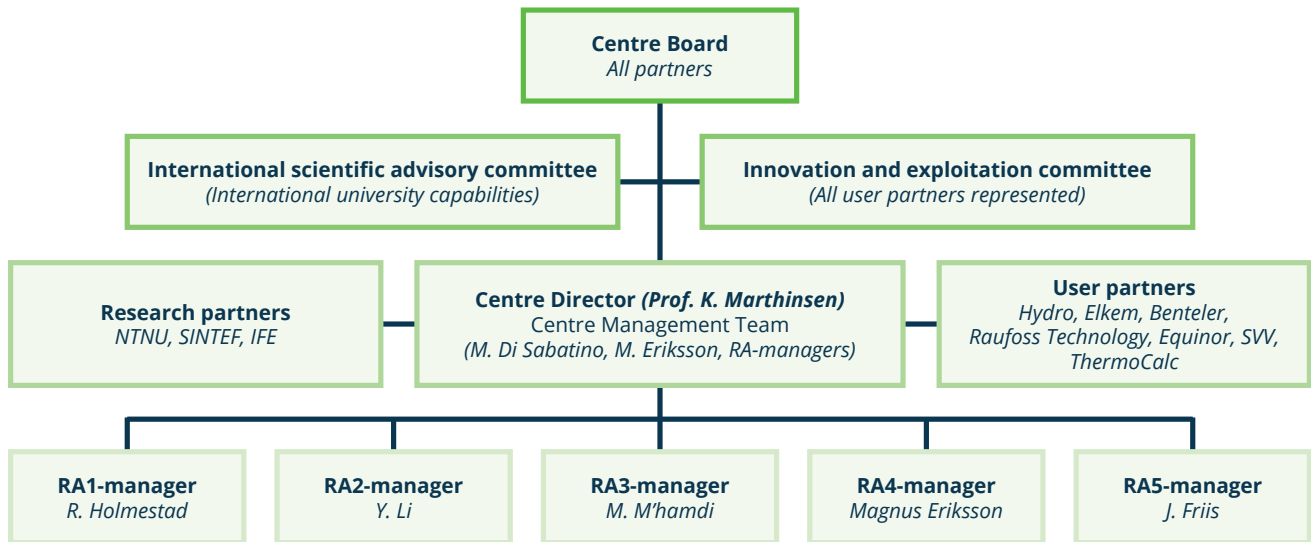 Centre Board
All partners
International scientific advisory committee
(International university capabilities)
Innovation and exploitation committee
(All user partners represented)
Research partners
NTNU, SINTEF, IFE
Centre Director (Prof. K. Marthinsen)
Centre Management Team
(M. Di Sabatino, M. Eriksson, RA-managers)
User partners
Hydro, Elkem, Benteler,
Raufoss Technology, Equinor, SVV,
ThermoCalc
RA1-manager
R. Holmestad
RA2-manager
Y. Li
RA3-manager
M. M'hamdi
RA4-manager
Magnus Eriksson
RA5-manager
J. Friis